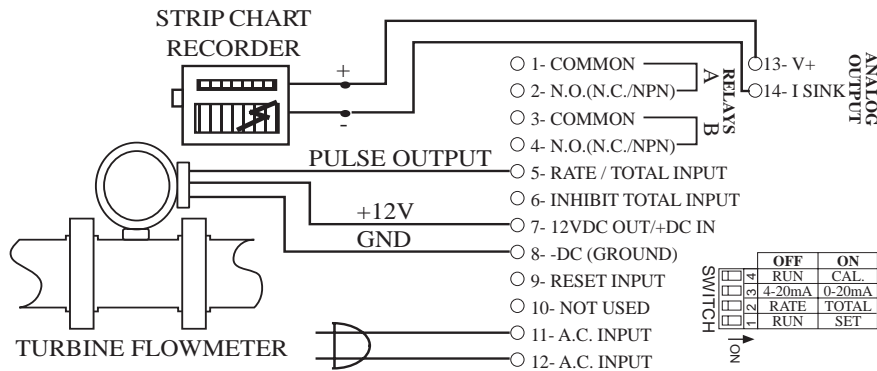 STRIP CHART
RECORDER
+
-
1- COMMON
2- N.O.(N.C./NPN)
3- COMMON
4- N.O.(N.C./NPN)
5- RATE / TOTAL INPUT
6- INHIBIT TOTAL INPUT
7- 12VDC OUT/+DC IN
8- -DC (GROUND)
9- RESET INPUT
10- NOT USED
11- A.C. INPUT
12- A.C. INPUT
A
B
RELAYS
13- V+
14- I SINK
ANALOG
OUTPUT
PULSE OUTPUT
+12V
GND
TURBINE FLOWMETER
SWITCH
OFF ON
4 RUN CAL.
3 4-20mA 0-20mA
2 RATE TOTAL
1 RUN SET
ON